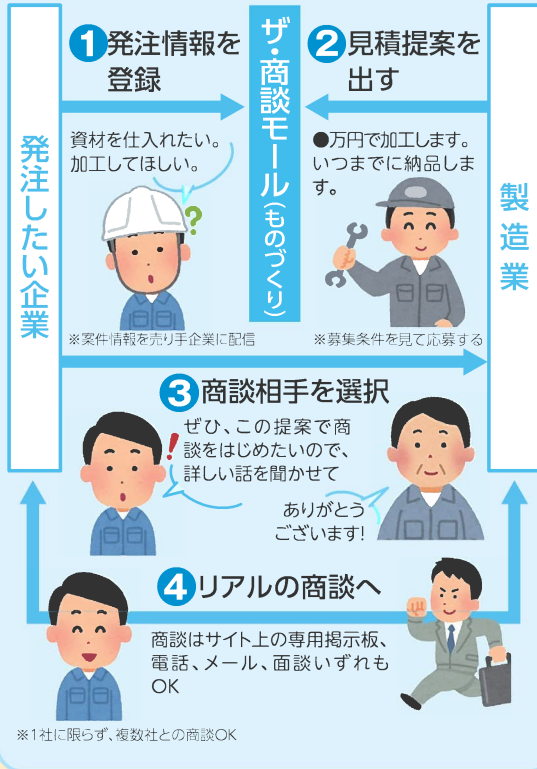 発注したい企業
①発注情報を
登録
資材を仕入れたい。
加工してほしい。
?
※案件情報を売り手企業に配信
ザ・商談モール(ものづくり)
②見積提案を
出す
●万円で加工します。
いつまでに納品しま
す。
※募集条件を見て応募する
製造業
③商談相手を選択
!
ぜひ、この提案で商
談をはじめたいので、
詳しい話を聞かせて
ありがとう
ございます!
④リアルの商談へ
商談はサイト上の専用掲示板、
電話、メール、面談いずれも
OK
※1社に限らず、複数社との商談OK